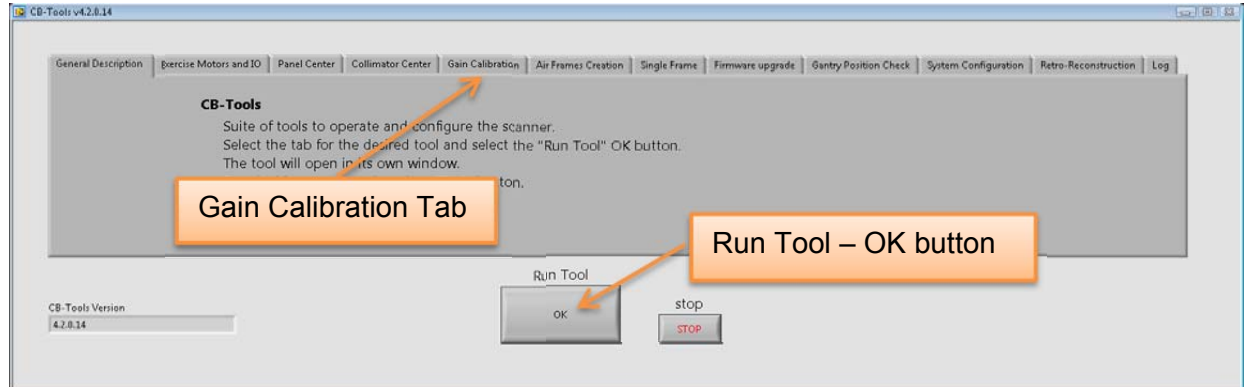 CB-Tools v4.2.0.14
General Description Exercise Motors and IO Panel Center Collimator Center Gain Calibration Air Frames Creation Single Frame Firmware upgrade Gantry Position Check System Configuration Retro-Reconstruction Log
CB-Tools
Suite of tools to operate and configure the scanner.
Select the tab for the desired tool and select the "Run Tool" OK button.
The tool will open in its own window.
ton.
Gain Calibration Tab
Run Tool – OK button
Run Tool
OK
stop
STOP
CB-Tools Version
4.2.0.14